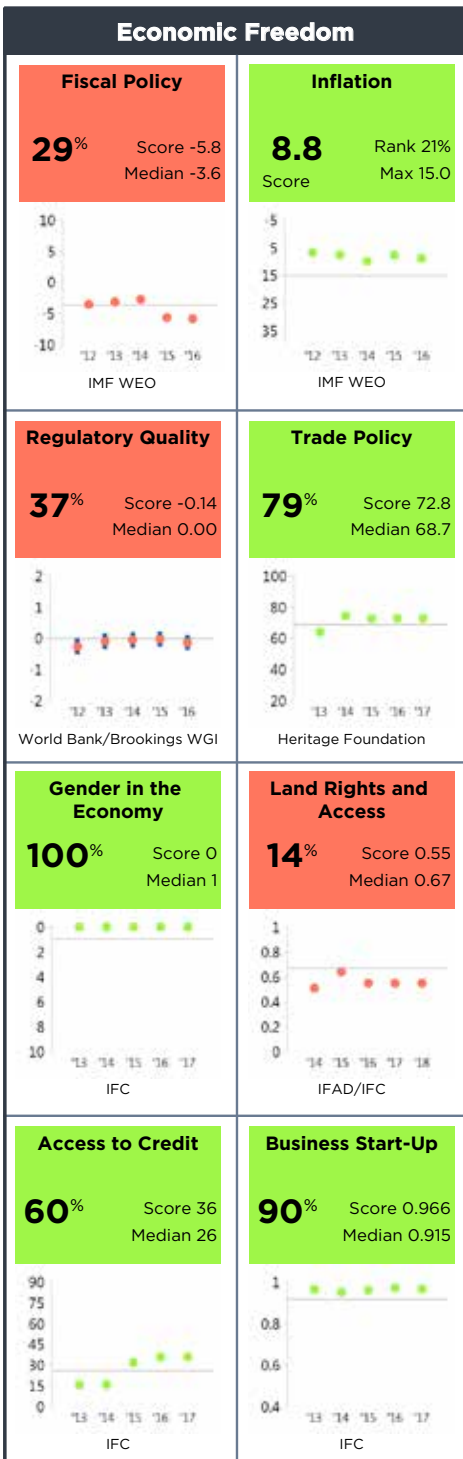 Economic Freedom
Fiscal Policy
29%
Score -5.8
Median -3.6
10
5
0
-5
-10
'12 '13 '14 '15 '16
IMF WEO
Inflation
8.8
Score
Rank 21%
Max 15.0
-5
5
15
25
35
'12 '13 '14 '15 '16
IMF WEO
Regulatory Quality
37%
Score -0.14
Median 0.00
2
1
0
-1
-2
'12 '13 '14 '15 '16
World Bank/Brookings WGI
Trade Policy
79%
Score 72.8
Median 68.7
100
80
60
40
20
'13 '14 '15 '16 '17
Heritage Foundation
Gender in the
Economy
100%
Score 0
Median 1
0
2
4
6
8
10
'13 '14 '15 '16 '17
IFC
Land Rights and
Access
14%
Score 0.55
Median 0.67
1
0.8
0.6
0.4
0.2
0
'14 '15 '16 '17 '18
IFAD/IFC
Access to Credit
60%
Score 36
Median 26
90
75
60
45
30
15
0
'13 '14 '15 '16 '17
IFC
Business Start-Up
90%
Score 0.966
Median 0.915
1
0.8
0.6
0.4
'13 '14 '15 '16 '17
IFC